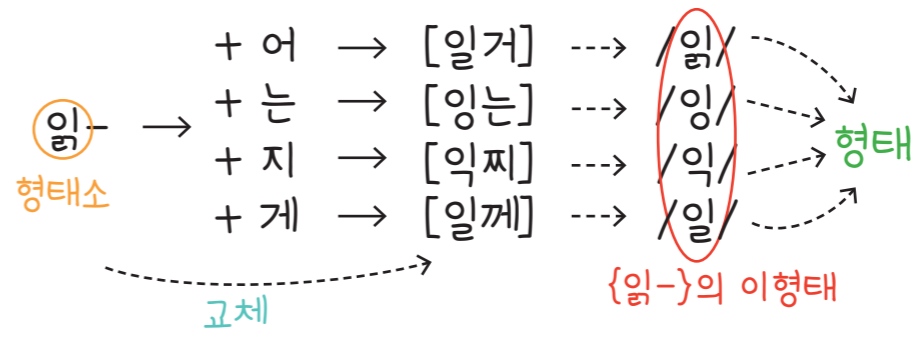 + 어 → [일거] ⇢ /읽/
+ 는 → [잉는] ⇢ /잉/
읽- →
형태
+ 지 → [익찌] ⇢ /익/
형태소
+ 게 → [일께] ⇢ /일/
{읽-}의 이형태
교체